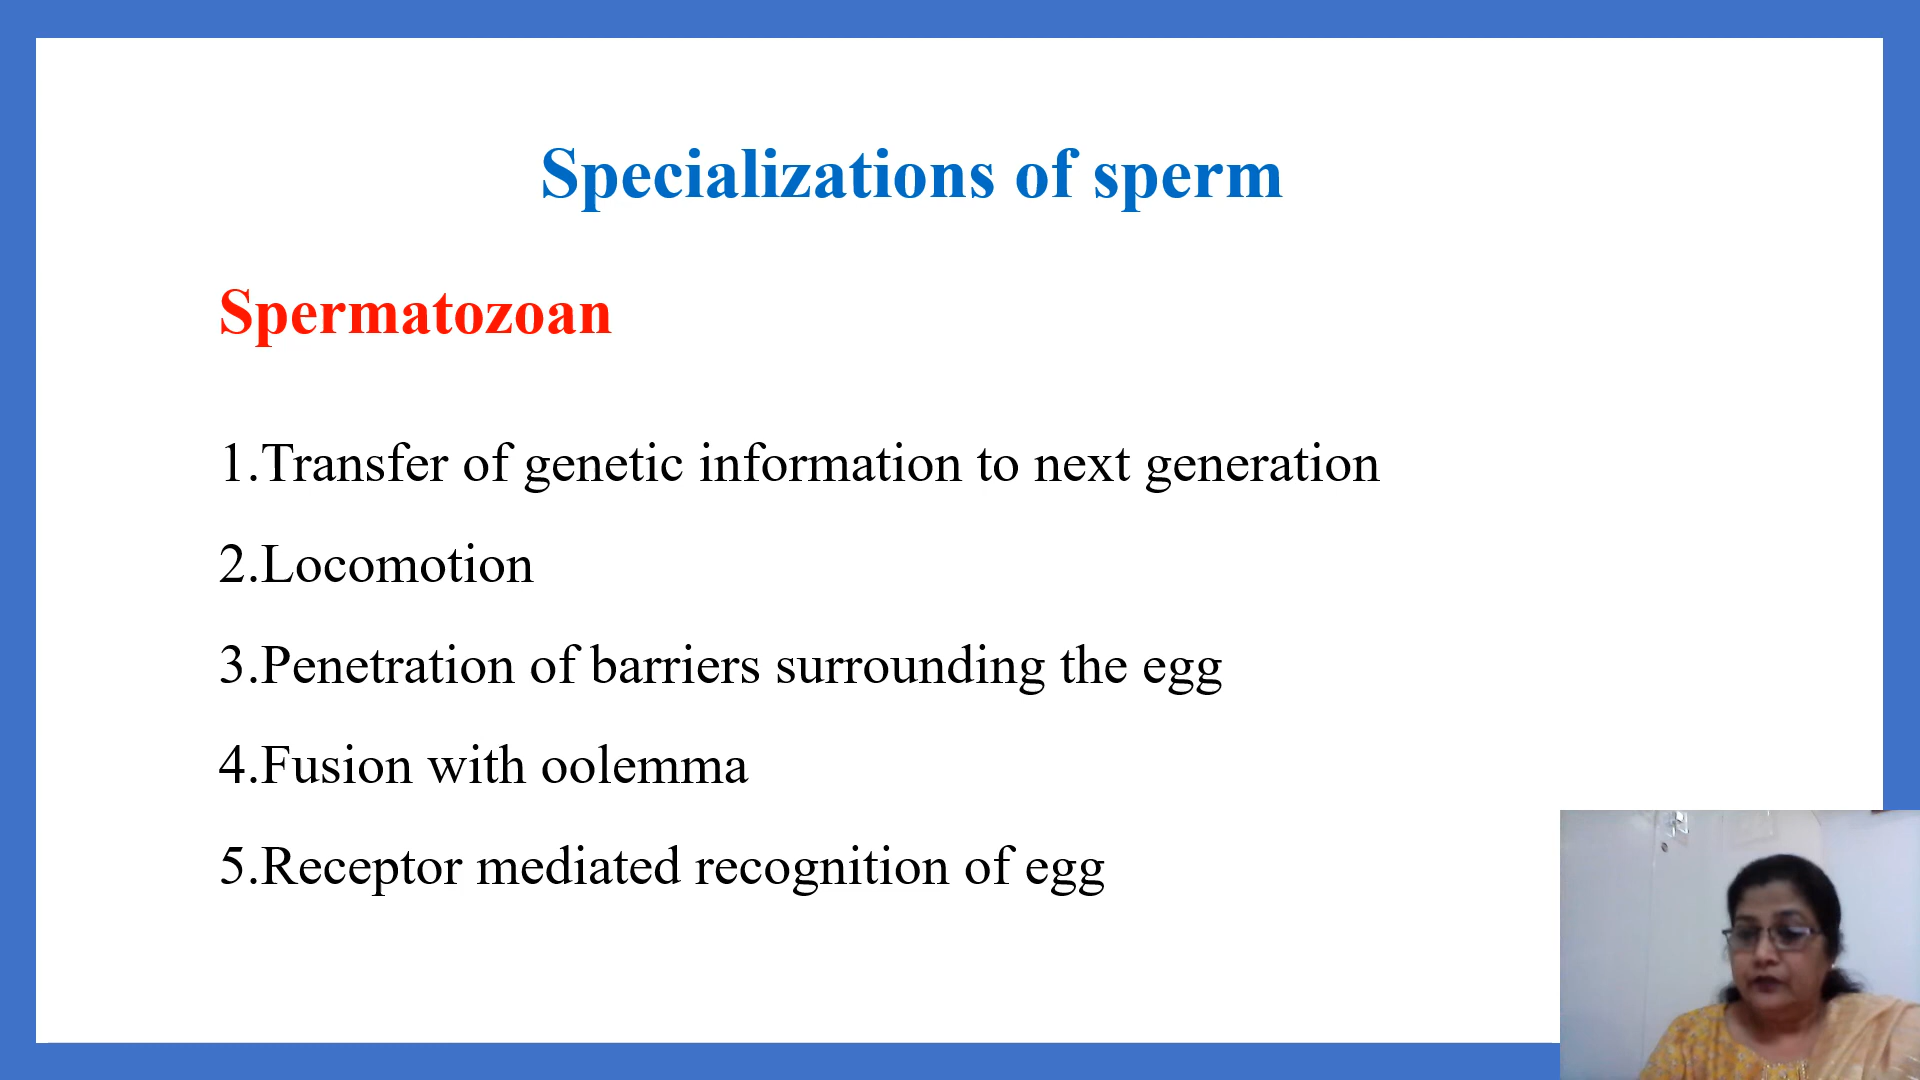 Specializations of sperm
Spermatozoan
1.Transfer of genetic information to next generation
2.Locomotion
3.Penetration of barriers surrounding the egg
4.Fusion with oolemma
5.Receptor mediated recognition of egg